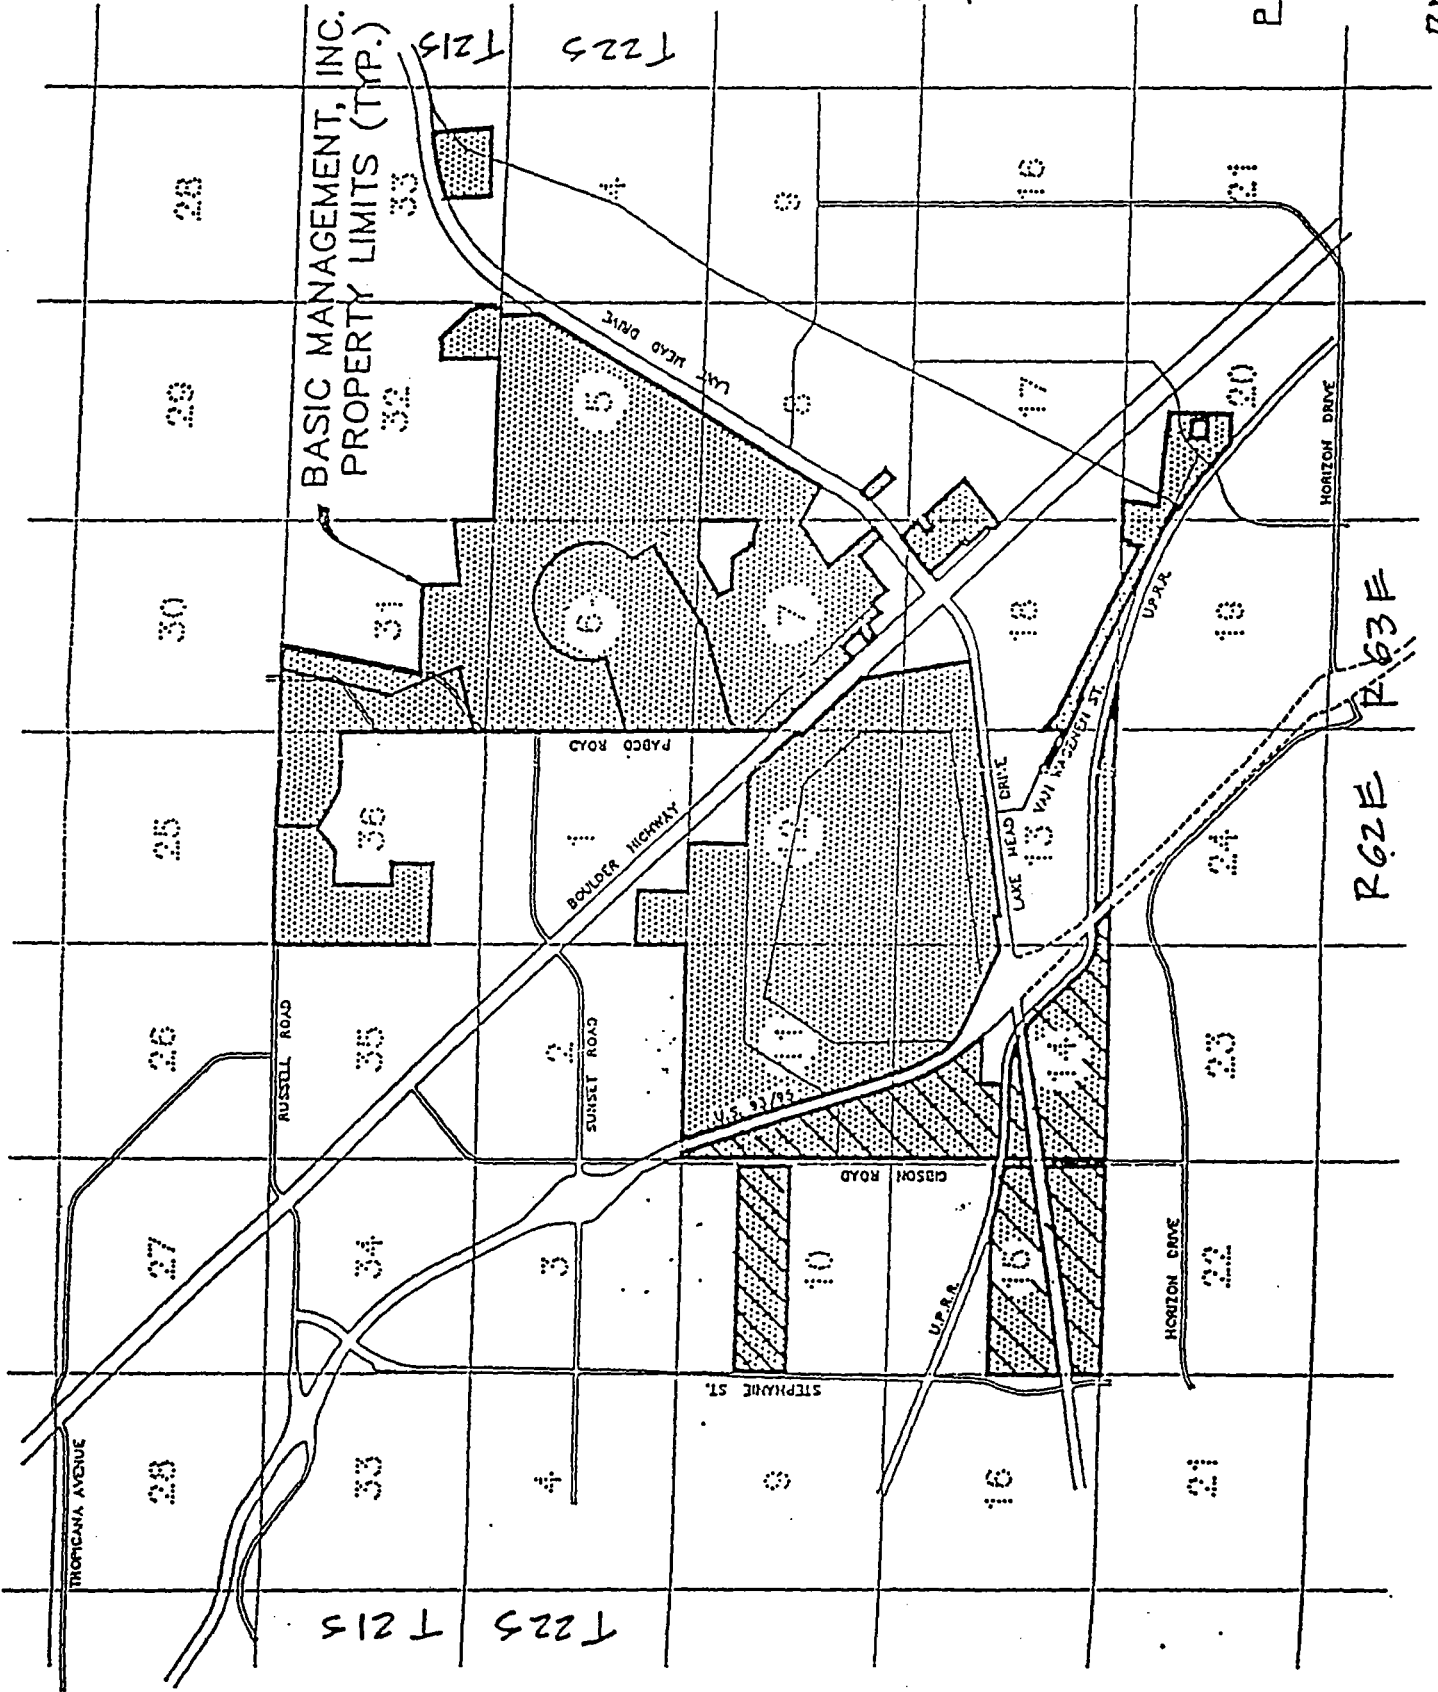 BASIC MANAGEMENT, INC.
PROPERTY LIMITS (TYP.)
T21S
T22S
28
33
4
9
16
21
29
32
5
8
17
20
30
31
6
7
18
19
25
36
1
12
13
24
26
35
2
11
14
23
27
34
3
10
15
22
28
33
4
9
16
21
LAKE MEAD DRIVE
HORIZON DRIVE
U.P.R.R.
PABCO ROAD
BOULDER HIGHWAY
LAKE MEAD DRIVE
VAN WAGENEN ST.
RUSSELL ROAD
SUNSET ROAD
U.S. 93/95
GIBSON ROAD
U.P.R.R.
HORIZON DRIVE
STEPHANIE ST.
TROPICANA AVENUE
R63E
R62E
T21S
T22S